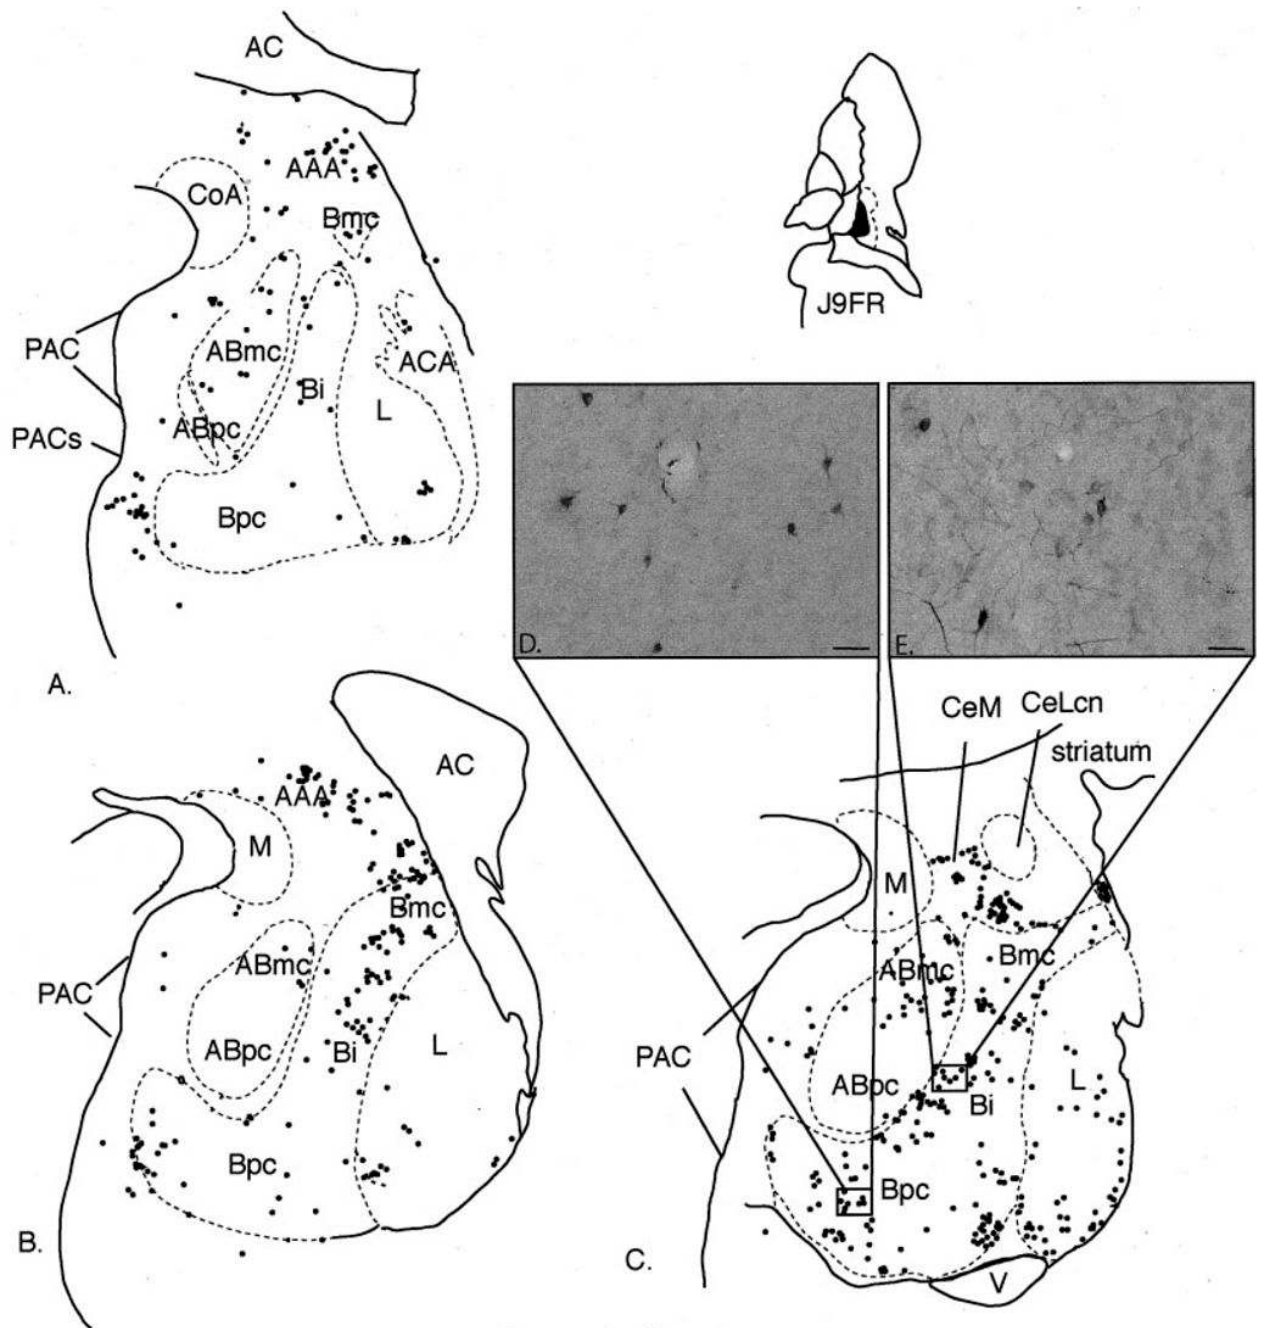 AC
AAA
CoA
Bmc
J9FR
PAC
ABmc
ACA
Bi
L
PACs
ABpc
Bpc
A.
D.
E.
CeM
CeLcn
striatum
AC
AAA
M
Bmc
ABmc
PAC
ABpc
Bi
L
Bpc
B.
M
ABmc
Bmc
PAC
ABpc
Bi
L
Bpc
C.
V